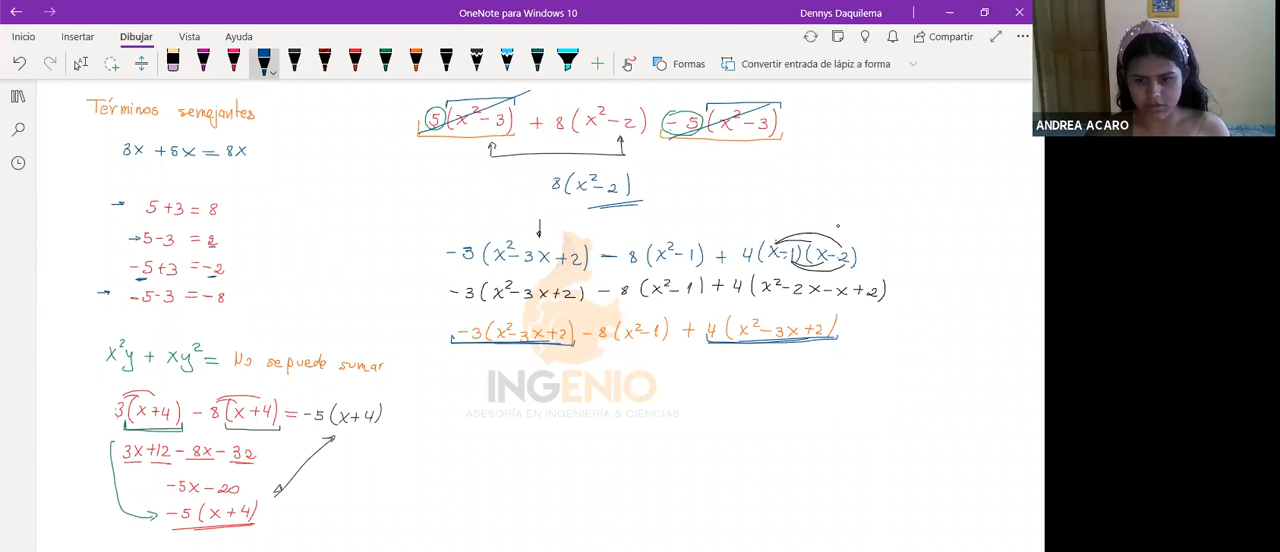 OneNote para Windows 10
Dennys Daquilema
Inicio Insertar Dibujar Vista Ayuda
Compartir
Formas
Convertir entrada de lápiz a forma
ANDREA ACARO
Términos semejantes
3x + 5x = 8x
5 + 3 = 8
5 - 3 = 2
-5 + 3 = -2
-5 - 3 = -8
x²y + xy² = No se puede sumar
3(x+4) - 8(x+4) = -5(x+4)
3x + 12 - 8x - 32
-5x - 20
-5(x+4)
5(x²-3) + 8(x²-2) -5(x²-3)
8(x²-2)
-3(x²-3x+2) - 8(x²-1) + 4(x-1)(x-2)
-3(x²-3x+2) - 8(x²-1) + 4(x²-2x-x+2)
-3(x²-3x+2) - 8(x²-1) + 4(x²-3x+2)
INGENIO
ASESORÍA EN INGENIERÍA & CIENCIAS